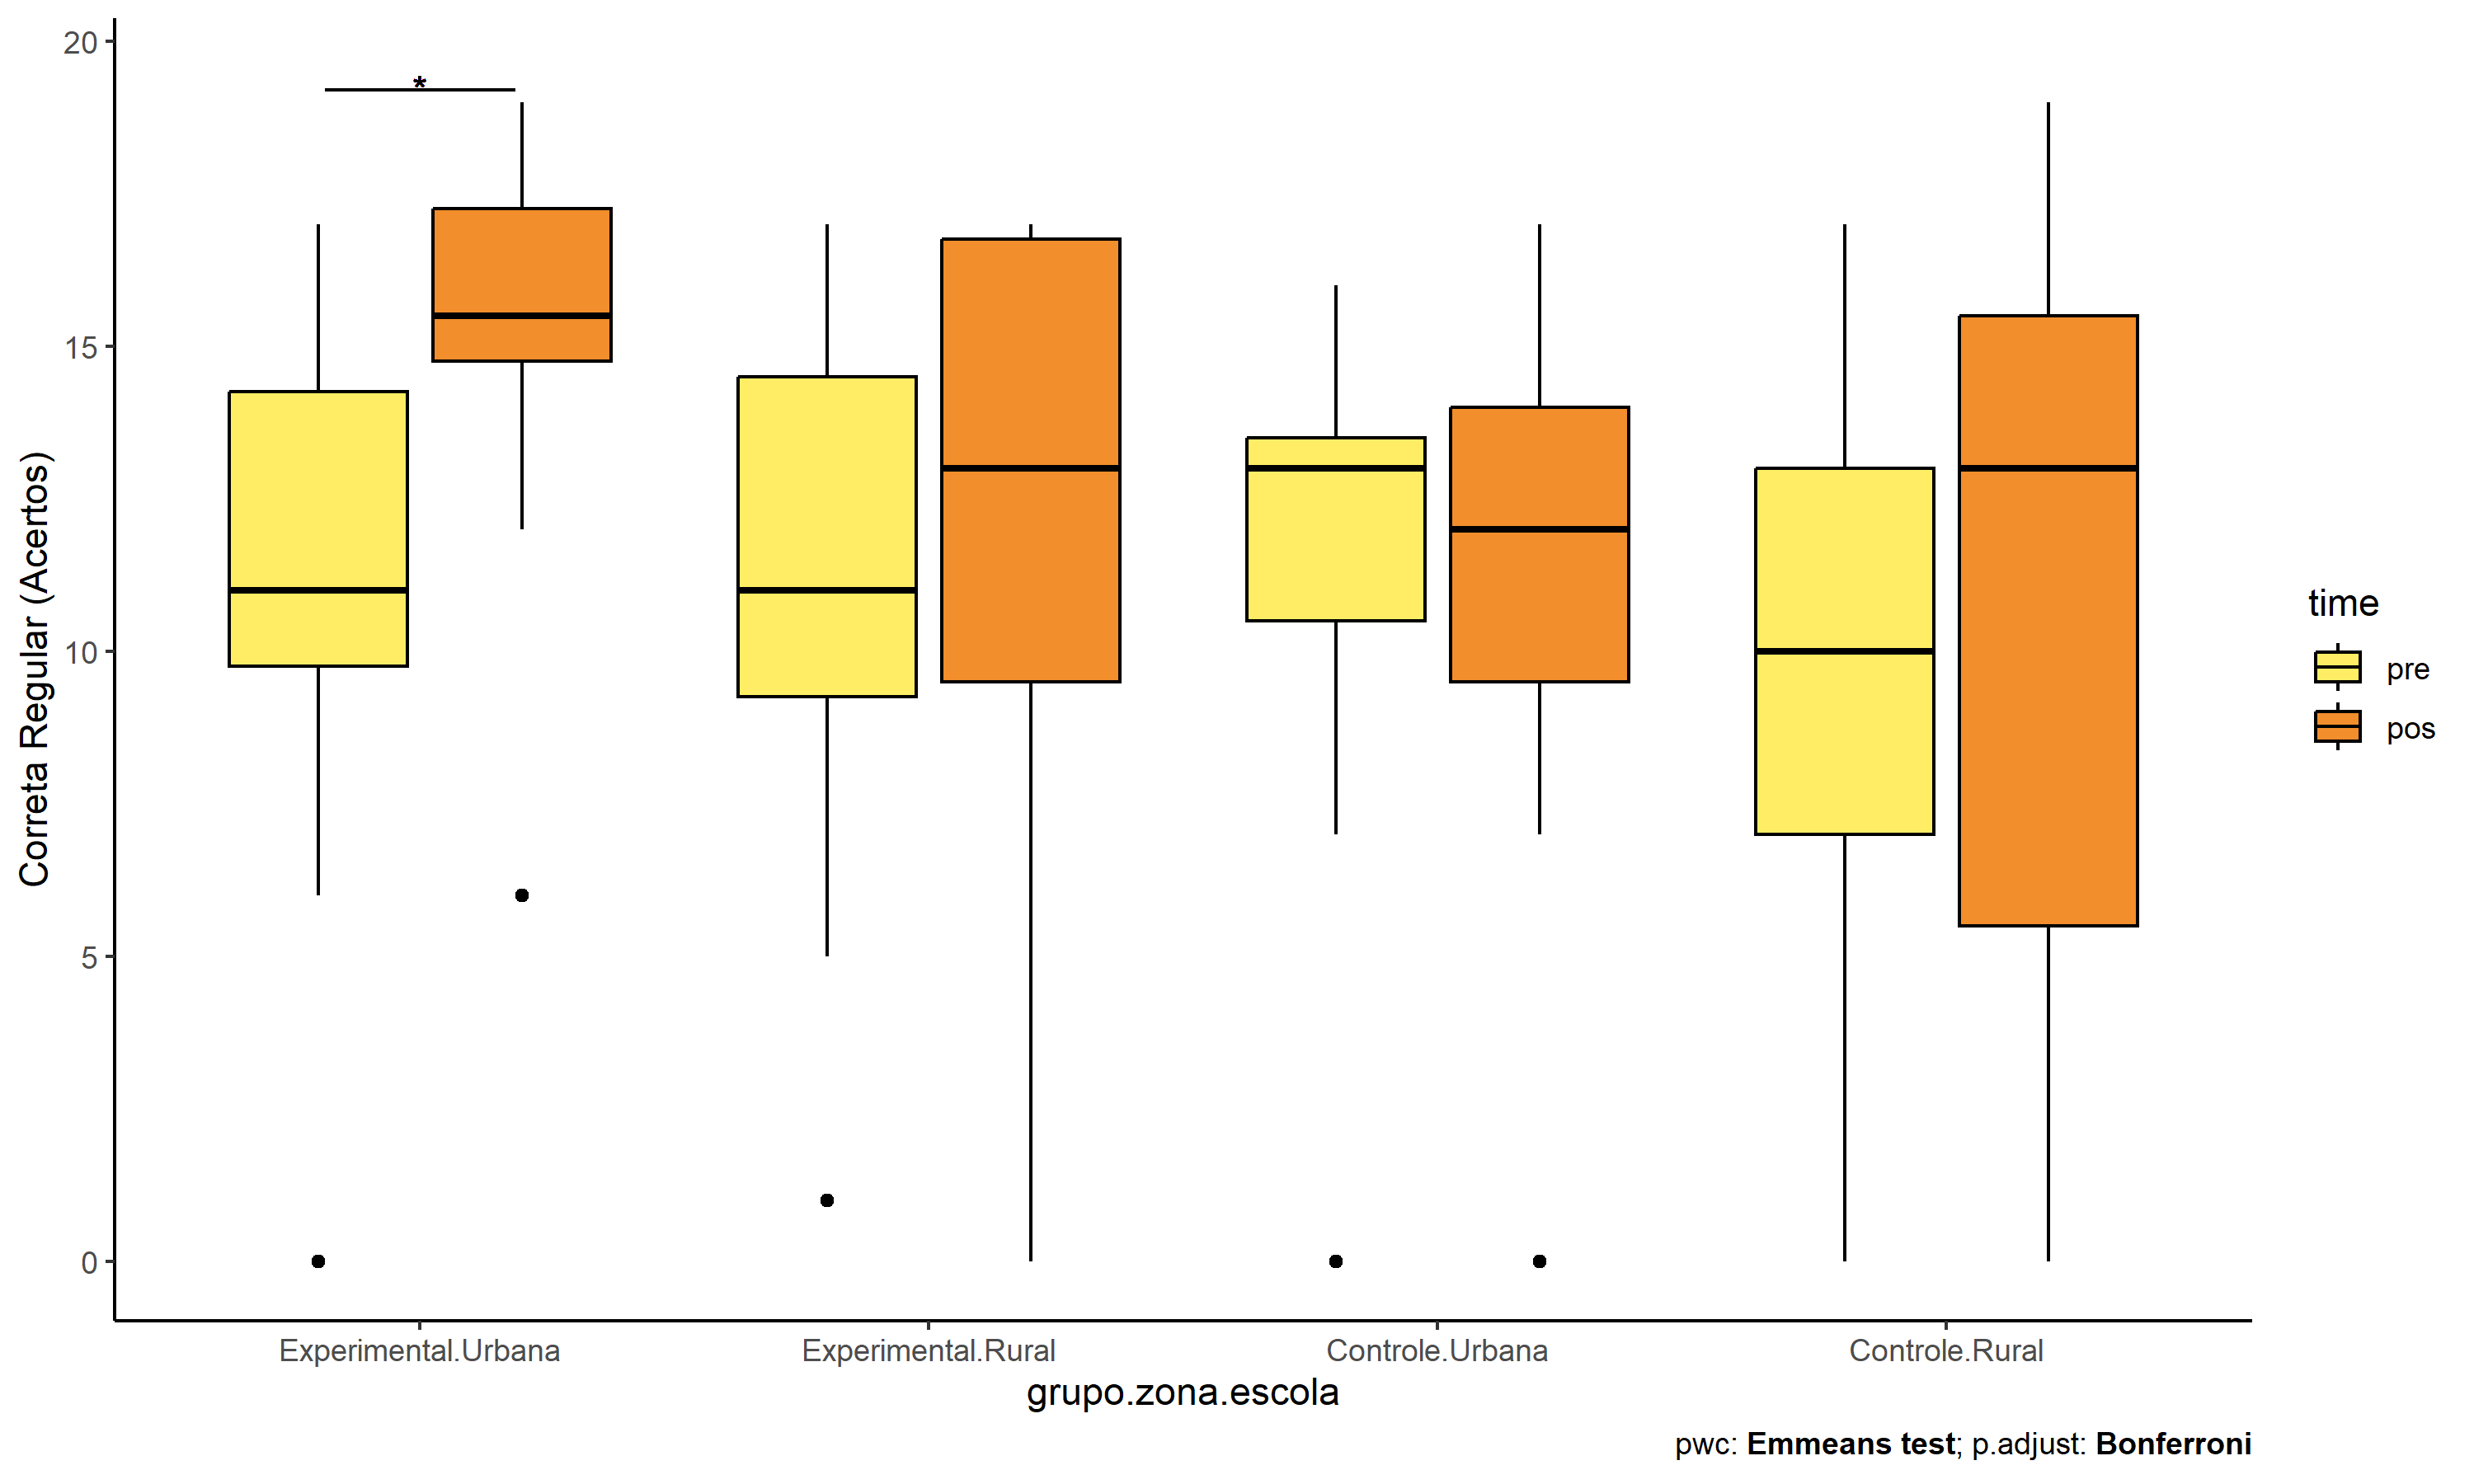 20
15
10
5
0
*
Correta Regular (Acertos)
Experimental.Urbana
Experimental.Rural
Controle.Urbana
Controle.Rural
grupo.zona.escola
time
pre
pos
pwc: Emmeans test; p.adjust: Bonferroni